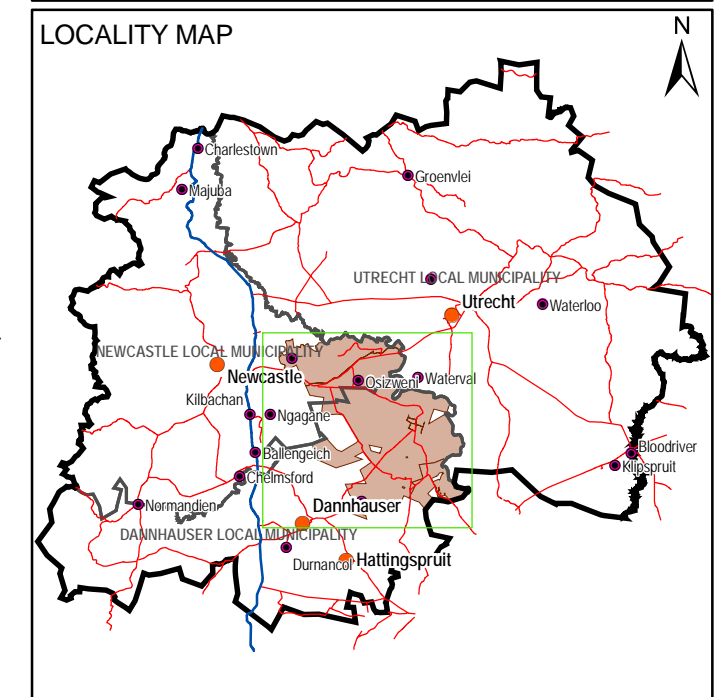 LOCALITY MAP
N
Charlestown
Groenvlei
Majuba
UTRECHT LOCAL MUNICIPALITY
Utrecht
Waterloo
NEWCASTLE LOCAL MUNICIPALITY
Newcastle
Osizweni
Waterval
Kilbachan
Ngagane
Bloodriver
Ballengeich
Klipspruit
Chelmsford
Normandien
Dannhauser
DANNHAUSER LOCAL MUNICIPALITY
Durnancol
Hattingspruit